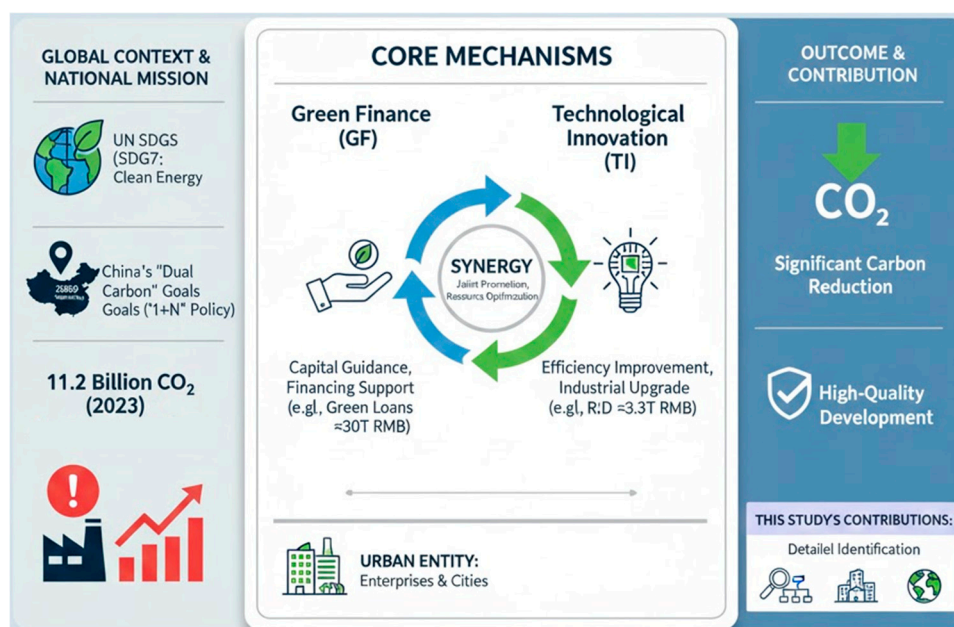 GLOBAL CONTEXT &
NATIONAL MISSION
UN SDGS
(SDG7:
Clean Energy
China's "Dual
Carbon" Goals
Goals ("1+N" Policy)
11.2 Billion CO₂
(2023)
CORE MECHANISMS
Green Finance
(GF)
Technological
Innovation
(TI)
SYNERGY
Capital Guidance,
Financing Support
(e.gl., Green Loans
≈30T RMB)
Efficiency Improvement,
Industrial Upgrade
(e.gl, R&D ≈3.3T RMB)
URBAN ENTITY:
Enterprises & Cities
OUTCOME &
CONTRIBUTION
CO₂
Significant Carbon
Reduction
High-Quality
Development
THIS STUDY'S CONTRIBUTIONS:
Detailel Identification